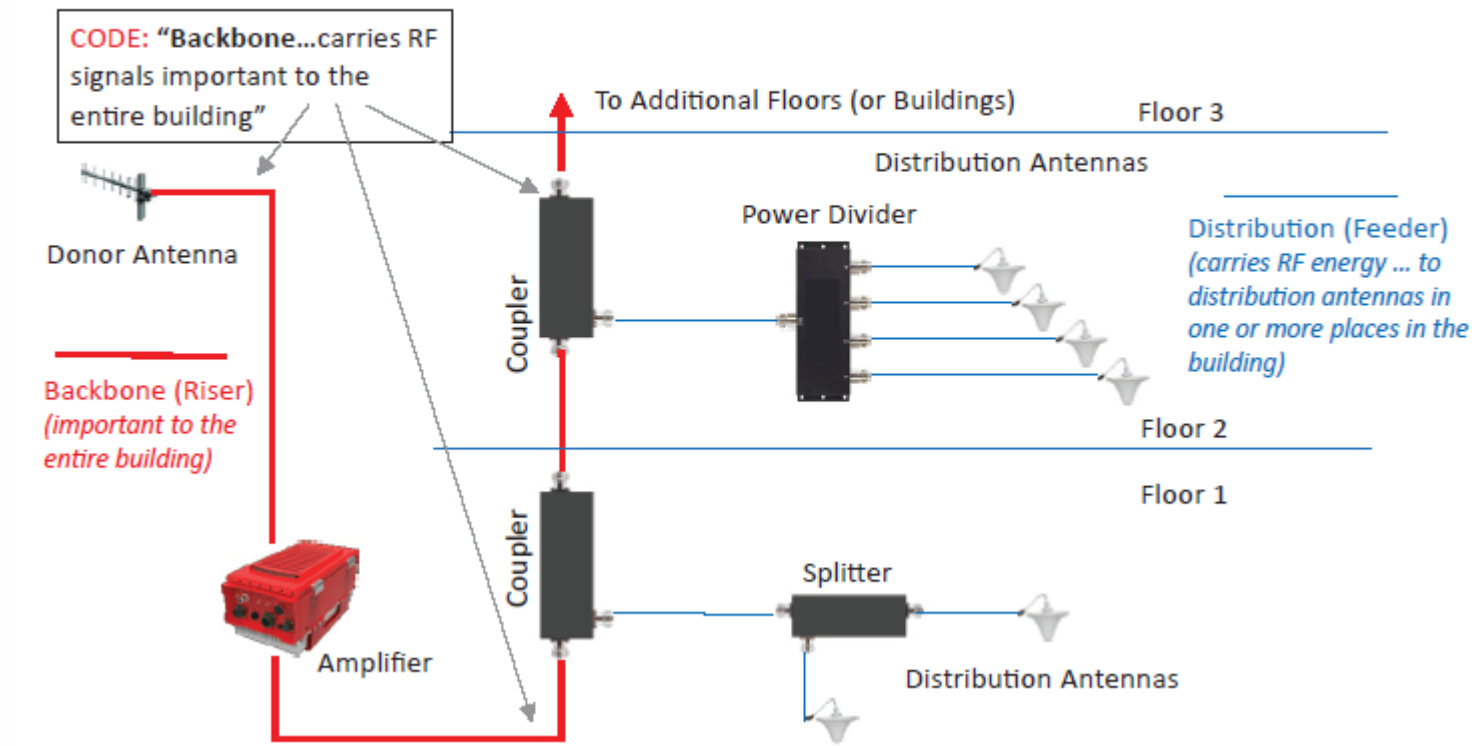 CODE: “Backbone…carries RF
signals important to the
entire building”
To Additional Floors (or Buildings)
Floor 3
Distribution Antennas
Power Divider
Donor Antenna
Coupler
Distribution (Feeder)
(carries RF energy … to
distribution antennas in
one or more places in the
building)
Backbone (Riser)
(important to the
entire building)
Floor 2
Floor 1
Coupler
Splitter
Amplifier
Distribution Antennas